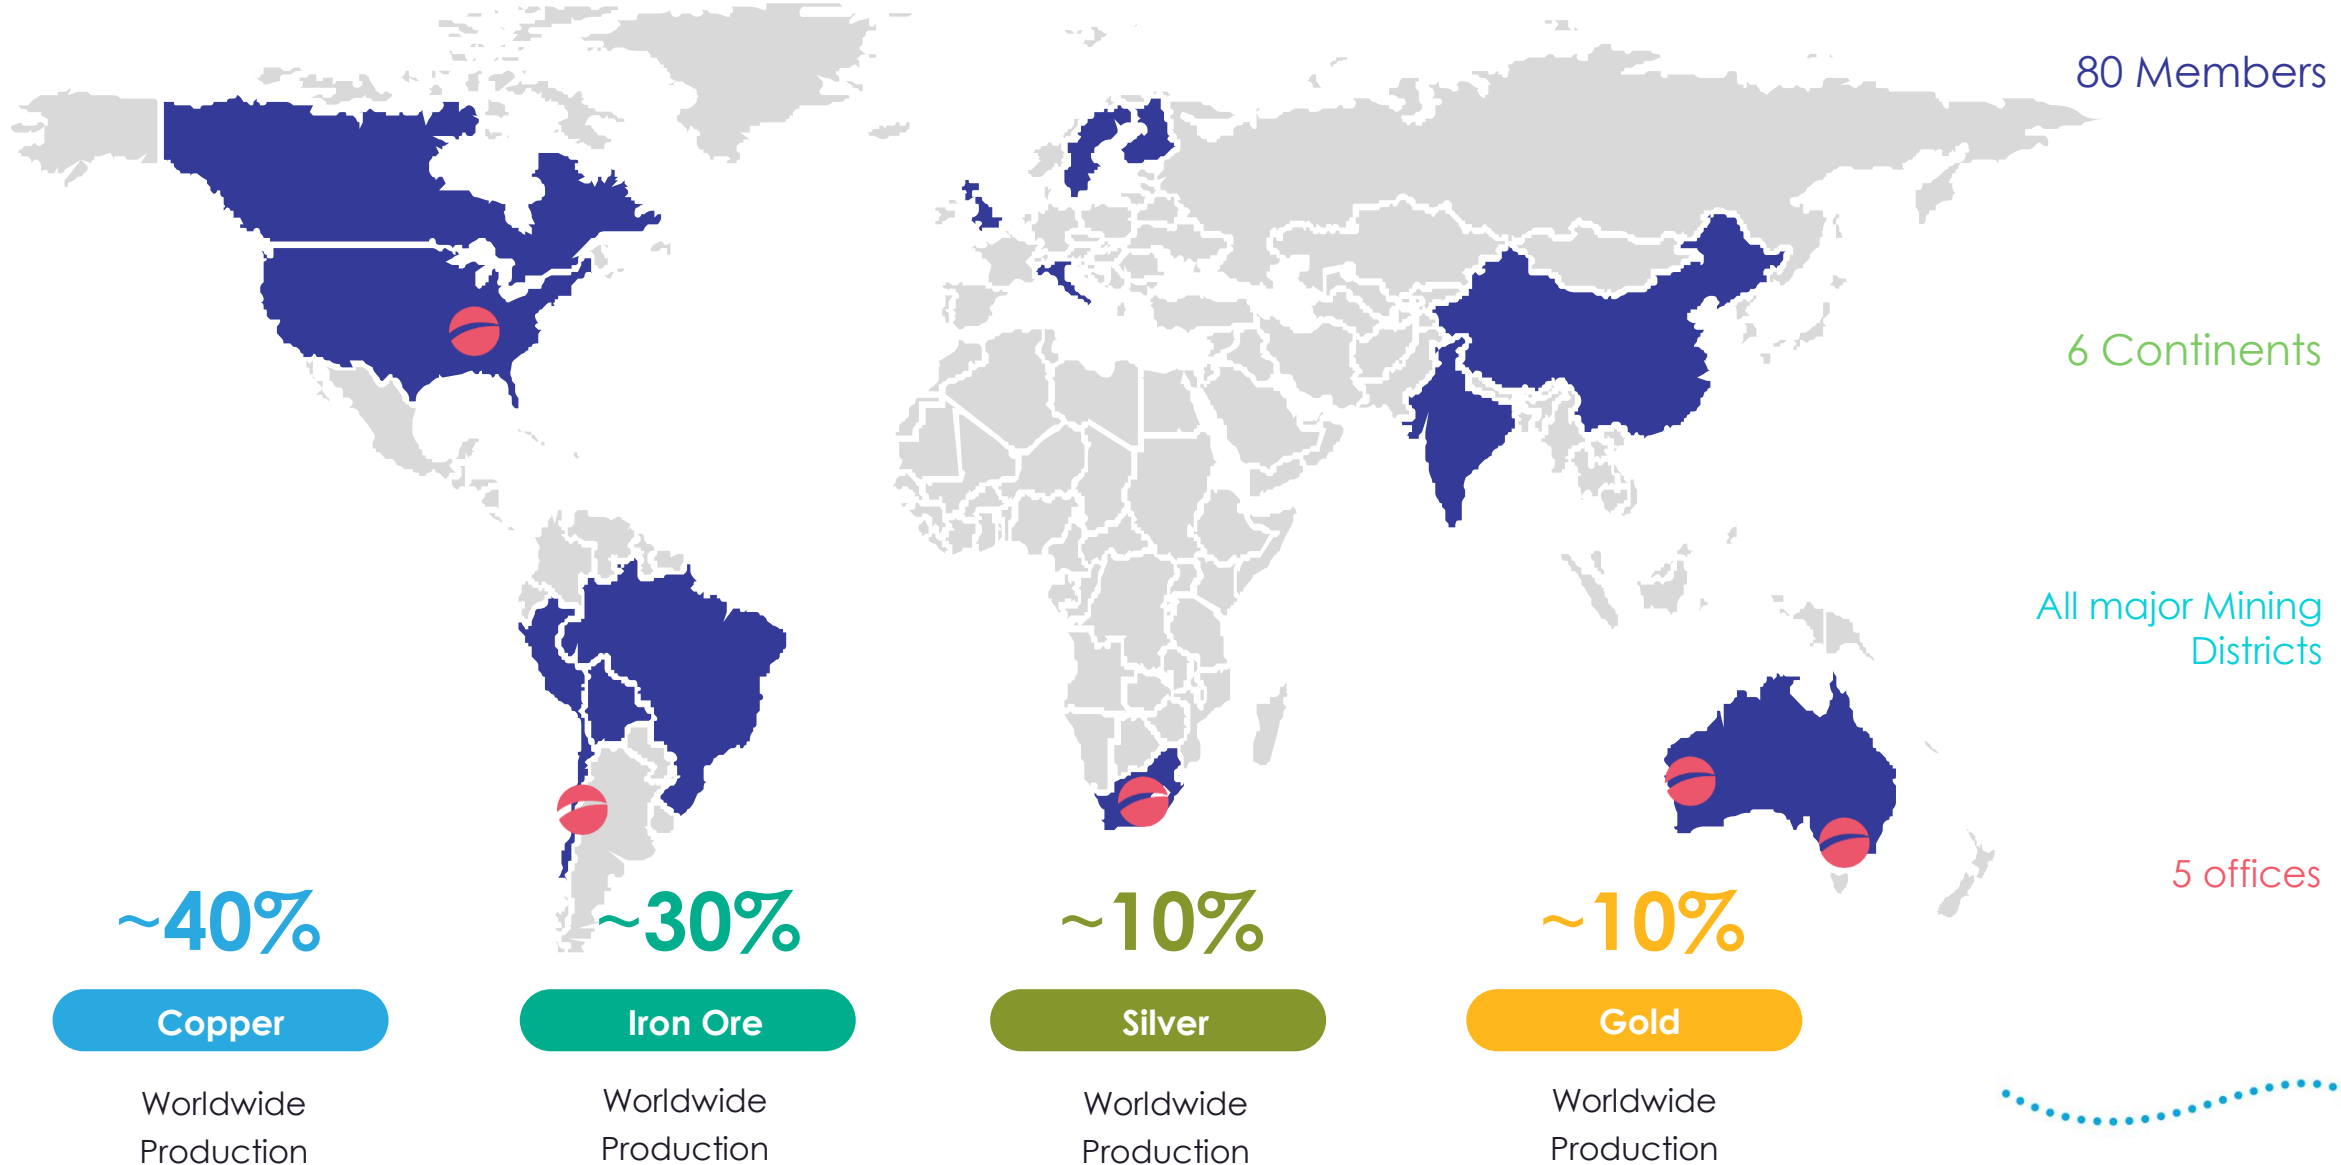 80 Members
6 Continents
All major Mining
Districts
5 offices
~40%
Copper
Worldwide
Production
~30%
Iron Ore
Worldwide
Production
~10%
Silver
Worldwide
Production
~10%
Gold
Worldwide
Production